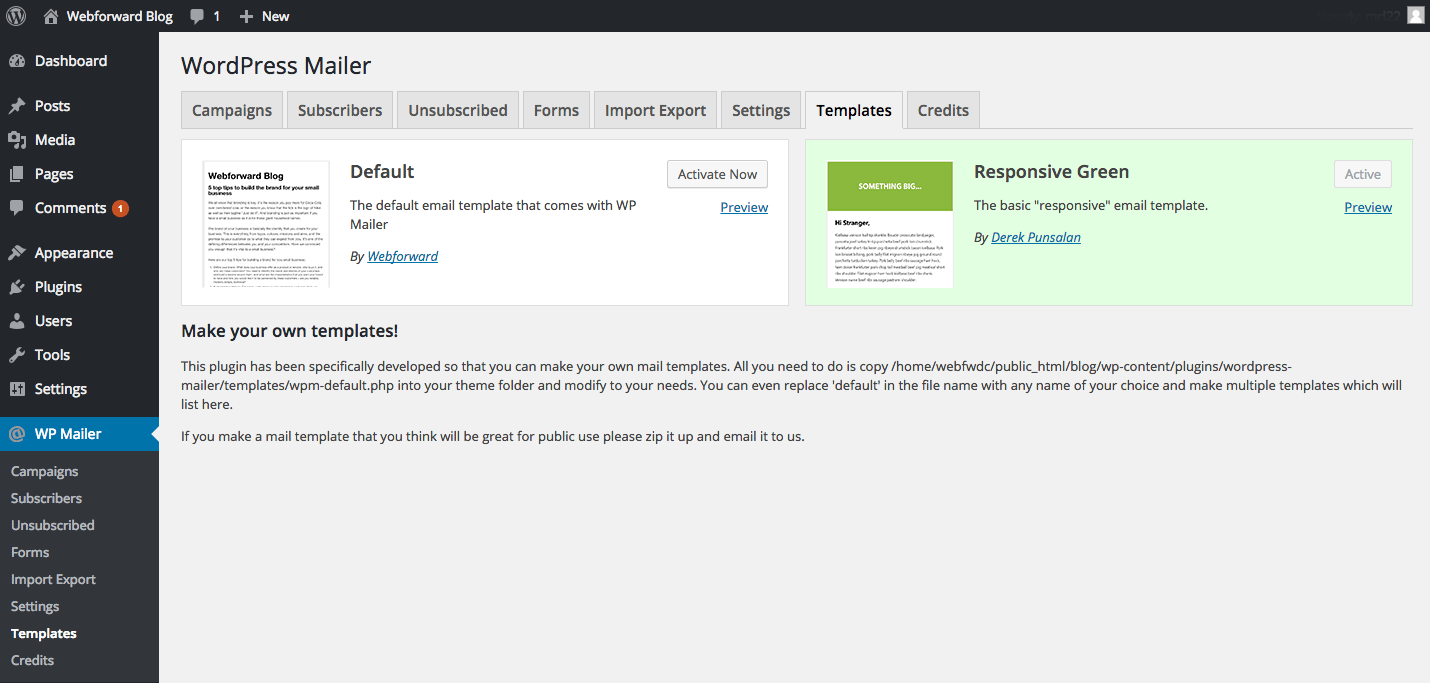 Webforward Blog 1 New
Dashboard
Posts
Media
Pages
Comments 1
Appearance
Plugins
Users
Tools
Settings
WP Mailer
Campaigns
Subscribers
Unsubscribed
Forms
Import Export
Settings
Templates
Credits
WordPress Mailer
Campaigns Subscribers Unsubscribed Forms Import Export Settings Templates Credits
Webforward Blog
5 top tips to build the brand for your small
business
Default
Activate Now
The default email template that comes with WP
Mailer
Preview
By Webforward
SOMETHING BIG...
Hi Stranger,
Responsive Green
Active
The basic "responsive" email template.
Preview
By Derek Punsalan
Make your own templates!
This plugin has been specifically developed so that you can make your own mail templates. All you need to do is copy /home/webfwdc/public_html/blog/wp-content/plugins/wordpress-
mailer/templates/wpm-default.php into your theme folder and modify to your needs. You can even replace 'default' in the file name with any name of your choice and make multiple templates which will
list here.
If you make a mail template that you think will be great for public use please zip it up and email it to us.